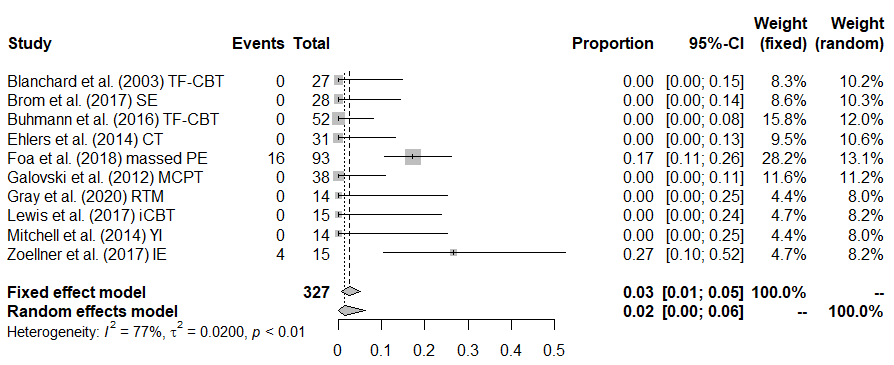 Weight Weight
Study Events Total Proportion 95%-CI (fixed) (random)
Blanchard et al. (2003) TF-CBT 0 27 0.00 [0.00; 0.15] 8.3% 10.2%
Brom et al. (2017) SE 0 28 0.00 [0.00; 0.14] 8.6% 10.3%
Buhmann et al. (2016) TF-CBT 0 52 0.00 [0.00; 0.08] 15.8% 12.0%
Ehlers et al. (2014) CT 0 31 0.00 [0.00; 0.13] 9.5% 10.6%
Foa et al. (2018) massed PE 16 93 0.17 [0.11; 0.26] 28.2% 13.1%
Galovski et al. (2012) MCPT 0 38 0.00 [0.00; 0.11] 11.6% 11.2%
Gray et al. (2020) RTM 0 14 0.00 [0.00; 0.25] 4.4% 8.0%
Lewis et al. (2017) iCBT 0 15 0.00 [0.00; 0.24] 4.7% 8.2%
Mitchell et al. (2014) YI 0 14 0.00 [0.00; 0.25] 4.4% 8.0%
Zoellner et al. (2017) IE 4 15 0.27 [0.10; 0.52] 4.7% 8.2%
Fixed effect model 327 0.03 [0.01; 0.05] 100.0% --
Random effects model 0.02 [0.00; 0.06] -- 100.0%
Heterogeneity: I² = 77%, τ² = 0.0200, p < 0.01
0 0.1 0.2 0.3 0.4 0.5